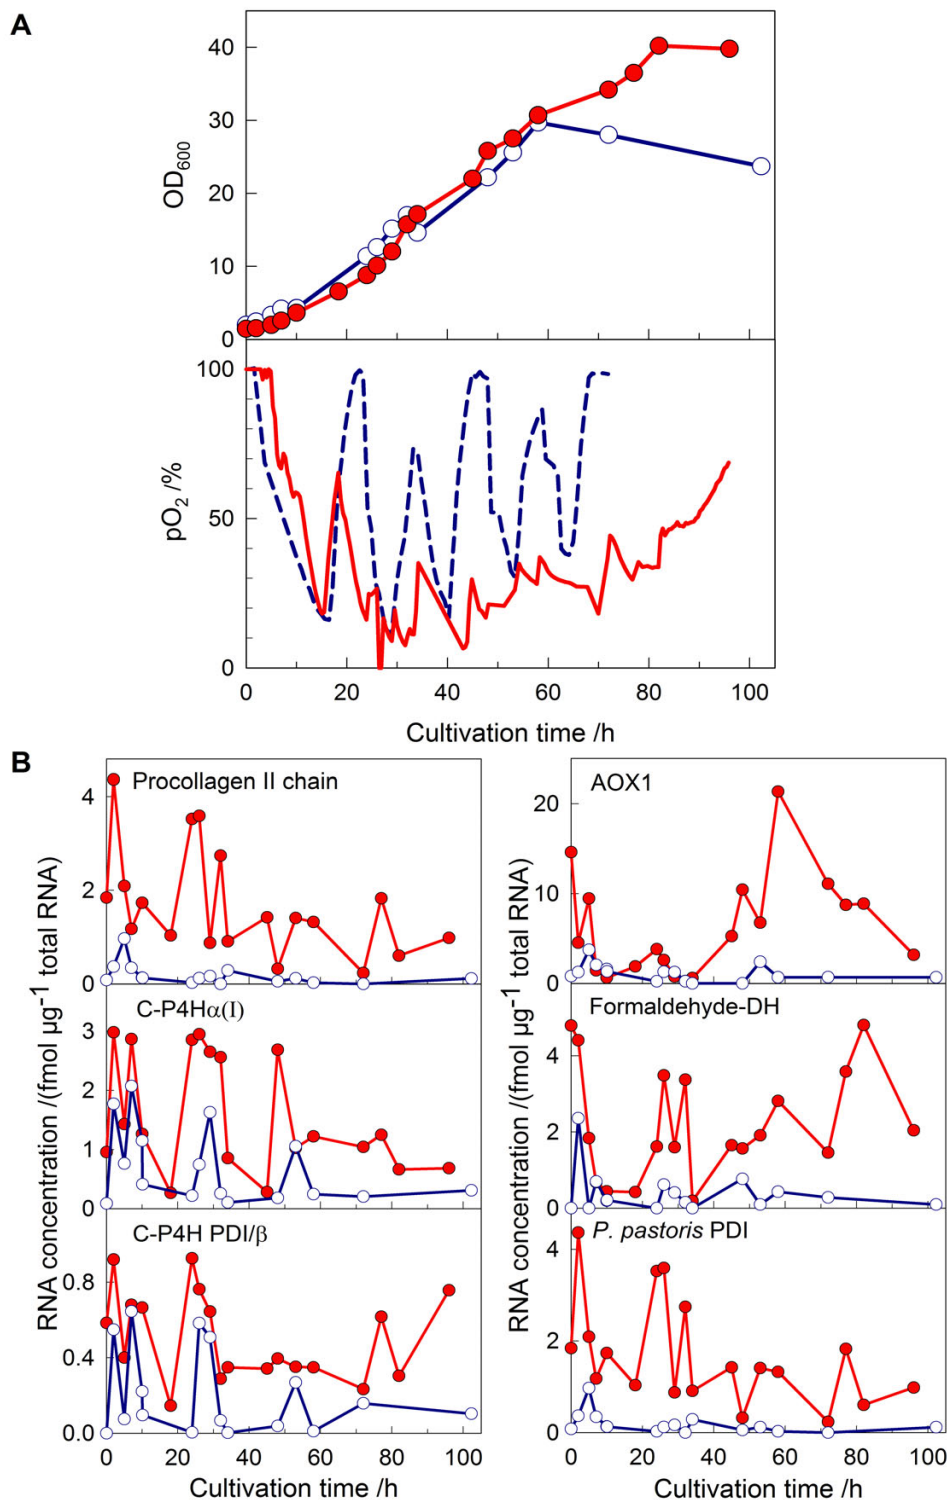 A
40
30
20
10
0
OD600
100
50
0
pO2 /%
0 20 40 60 80 100
Cultivation time /h
B
Procollagen II chain
4
2
0
AOX1
20
10
0
C-P4Hα(I)
3
2
1
0
Formaldehyde-DH
4
2
0
C-P4H PDI/β
0.8
0.4
0.0
P. pastoris PDI
4
2
0
RNA concentration /(fmol µg⁻¹ total RNA)
RNA concentration /(fmol µg⁻¹ total RNA)
0 20 40 60 80 100
0 20 40 60 80 100
Cultivation time /h
Cultivation time /h